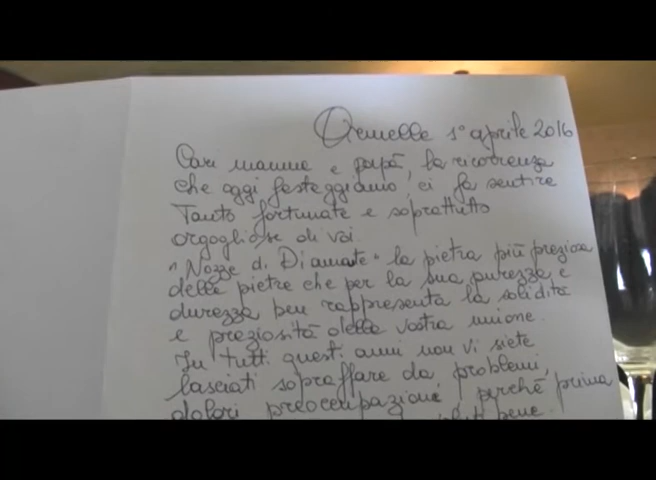 Ormelle 1° aprile 2016
Cari mamma e papà, la ricorrenza
che oggi festeggiamo, ci fa sentire
tanto fortunate e soprattutto
orgogliose di voi.
"Nozze di Diamante" la pietra più preziosa
delle pietre che per la sua purezza e
durezza ben rappresenta la solidità
e preziosità della vostra unione.
In tutti questi anni non vi siete
lasciati sopraffare da problemi,
dolori preoccupazioni, perché prima
bene.